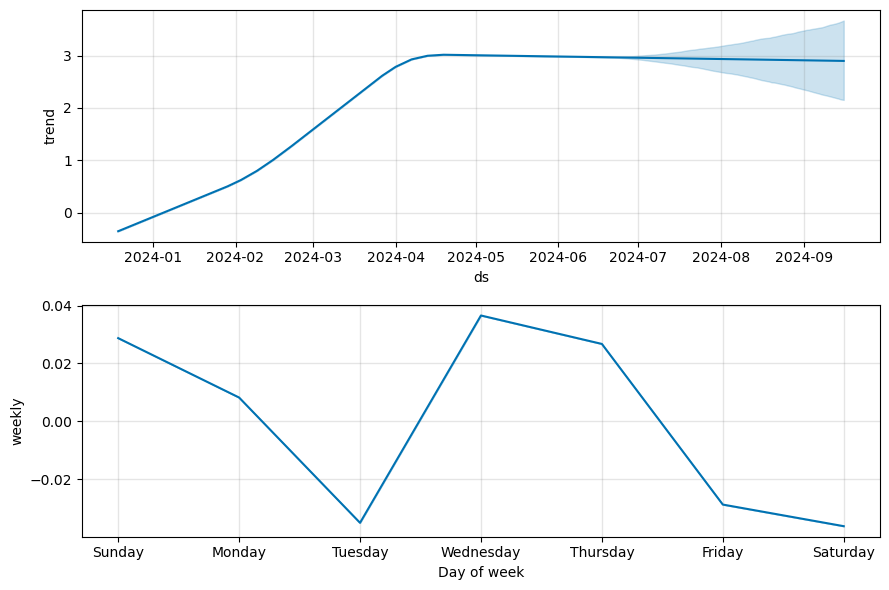 3
2
1
0
trend
2024-01 2024-02 2024-03 2024-04 2024-05 2024-06 2024-07 2024-08 2024-09
ds
0.04
0.02
0.00
−0.02
weekly
Sunday Monday Tuesday Wednesday Thursday Friday Saturday
Day of week